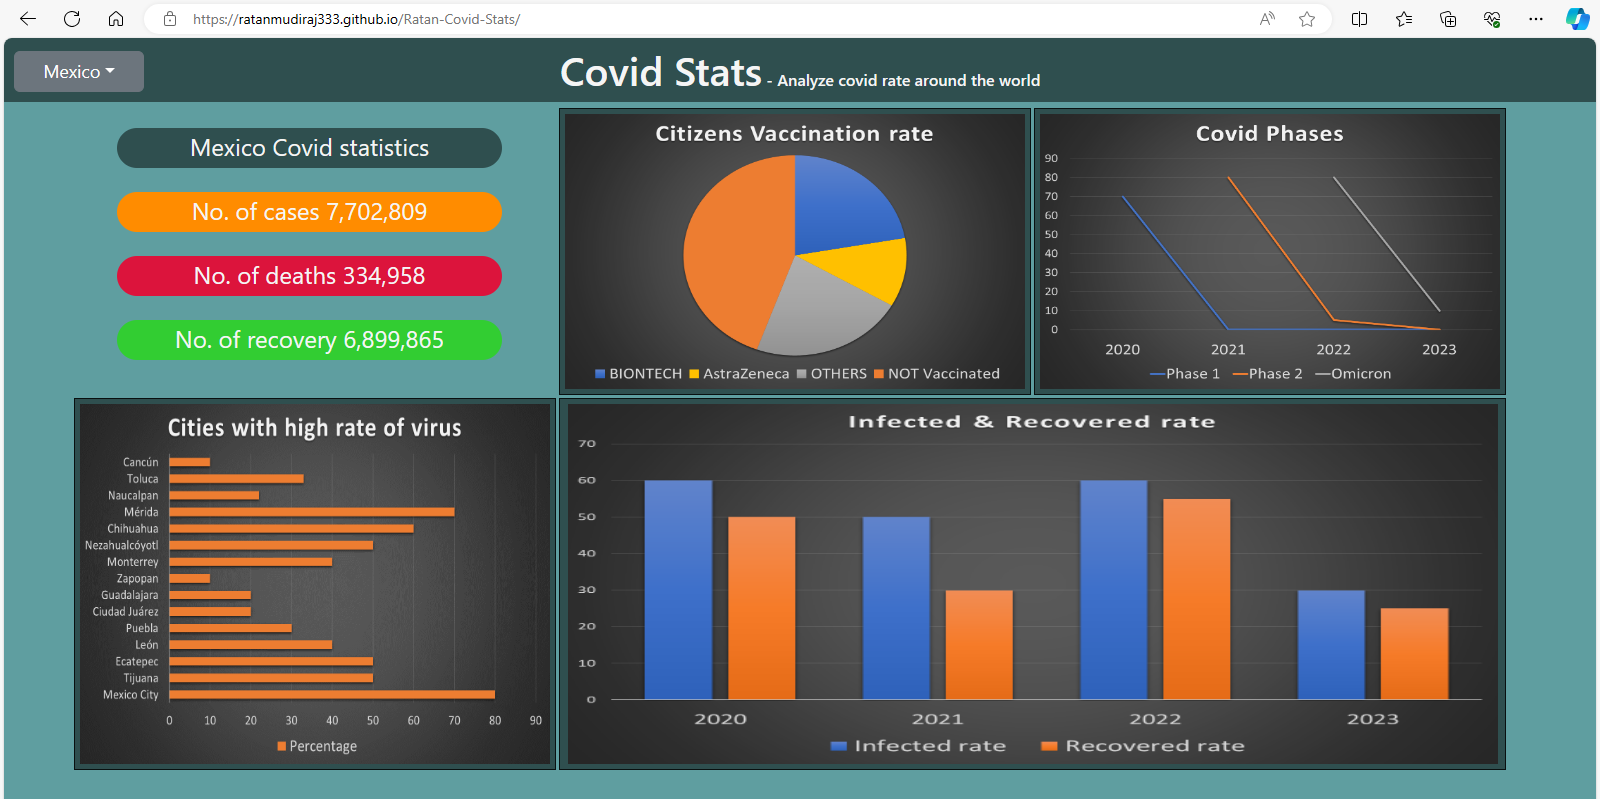 https://ratanmudiraj333.github.io/Ratan-Covid-Stats/
Mexico
Covid Stats - Analyze covid rate around the world
Mexico Covid statistics
No. of cases 7,702,809
No. of deaths 334,958
No. of recovery 6,899,865
Citizens Vaccination rate
BIONTECH AstraZeneca OTHERS NOT Vaccinated
Covid Phases
90
80
70
60
50
40
30
20
10
0
2020 2021 2022 2023
Phase 1 Phase 2 Omicron
Cities with high rate of virus
Cancún
Toluca
Naucalpan
Mérida
Chihuahua
Nezahualcóyotl
Monterrey
Zapopan
Guadalajara
Ciudad Juárez
Puebla
León
Ecatepec
Tijuana
Mexico City
0 10 20 30 40 50 60 70 80 90
Percentage
Infected & Recovered rate
70
60
50
40
30
20
10
0
2020 2021 2022 2023
Infected rate Recovered rate